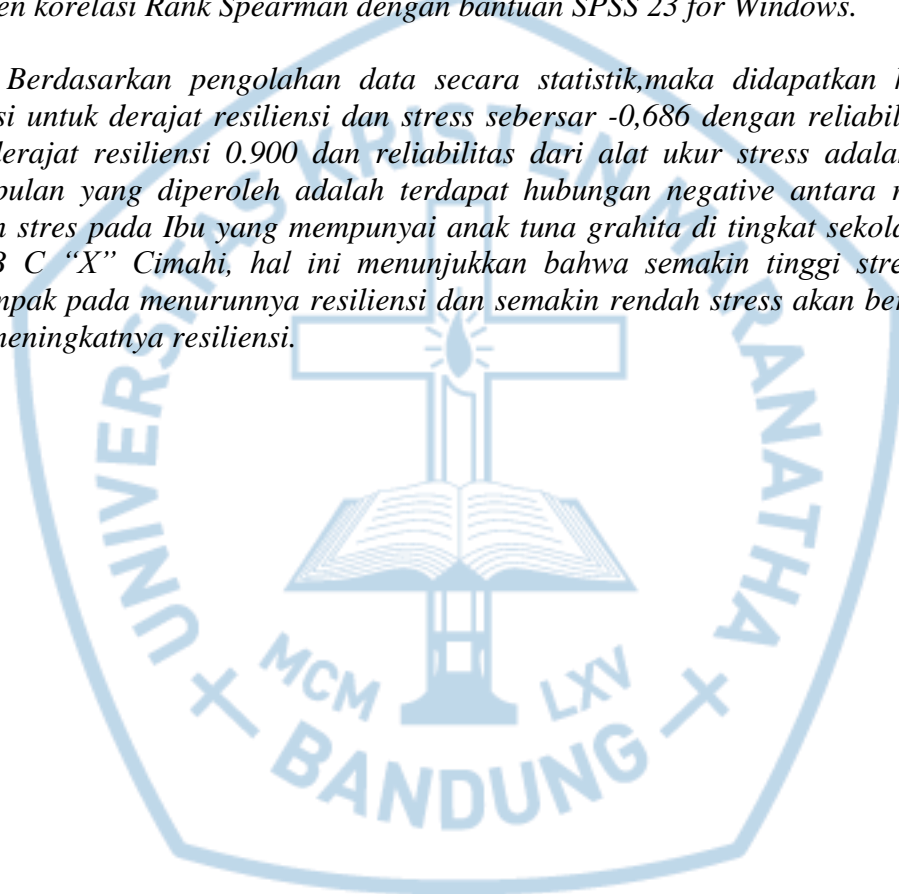 en korelasi Rank Spearman dengan bantuan SPSS 23 for Windows.
Berdasarkan pengolahan data secara statistik,maka didapatkan h
si untuk derajat resiliensi dan stress sebersar -0,686 dengan reliabil
derajat resiliensi 0.900 dan reliabilitas dari alat ukur stress adala
pulan yang diperoleh adalah terdapat hubungan negative antara r
n stres pada Ibu yang mempunyai anak tuna grahita di tingkat sekola
B C “X” Cimahi, hal ini menunjukkan bahwa semakin tinggi stre
mpak pada menurunnya resiliensi dan semakin rendah stress akan ber
meningkatnya resiliensi.
UNIVERSITAS KRISTEN MARANATHA
MCM LXV
BANDUNG